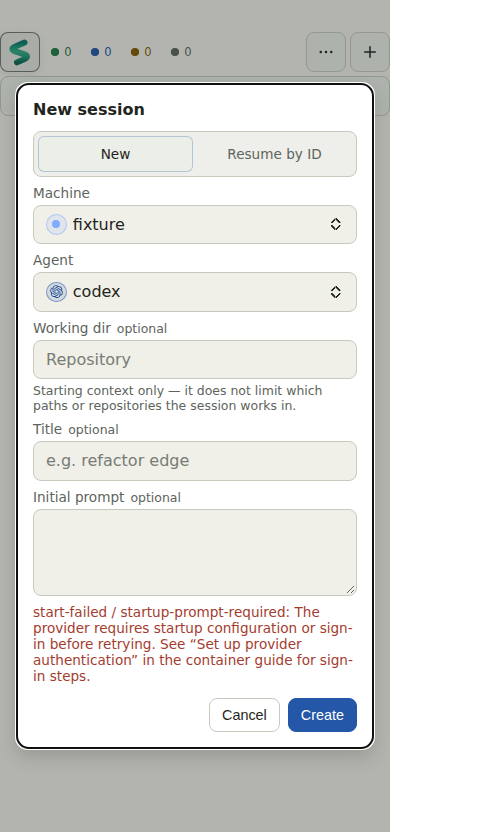 0 0 0 0 ... +
New session
New Resume by ID
Machine
fixture
Agent
codex
Working dir optional
Repository
Starting context only — it does not limit which
paths or repositories the session works in.
Title optional
e.g. refactor edge
Initial prompt optional
start-failed / startup-prompt-required: The
provider requires startup configuration or sign-
in before retrying. See “Set up provider
authentication” in the container guide for sign-
in steps.
Cancel Create